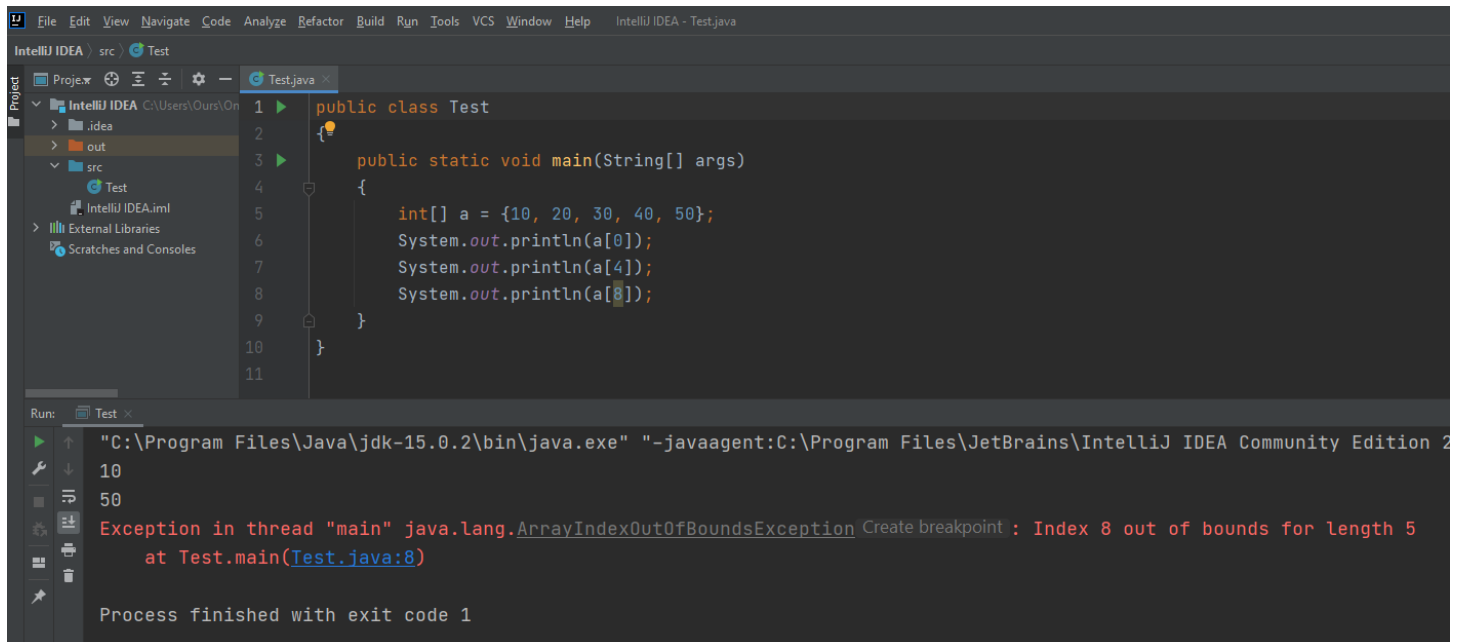 File Edit View Navigate Code Analyze Refactor Build Run Tools VCS Window Help IntelliJ IDEA - Test.java
IntelliJ IDEA 〉 src 〉 Test
Project
Proje
IntelliJ IDEA C:\Users\Ours\On
.idea
out
src
Test
IntelliJ IDEA.iml
External Libraries
Scratches and Consoles
Test.java ×
1 public class Test
2 {
3 public static void main(String[] args)
4 {
5 int[] a = {10, 20, 30, 40, 50};
6 System.out.println(a[0]);
7 System.out.println(a[4]);
8 System.out.println(a[8]);
9 }
10 }
11
Run: Test ×
"C:\Program Files\Java\jdk-15.0.2\bin\java.exe" "-javaagent:C:\Program Files\JetBrains\IntelliJ IDEA Community Edition 2
10
50
Exception in thread "main" java.lang.ArrayIndexOutOfBoundsException Create breakpoint : Index 8 out of bounds for length 5
at Test.main(Test.java:8)
Process finished with exit code 1